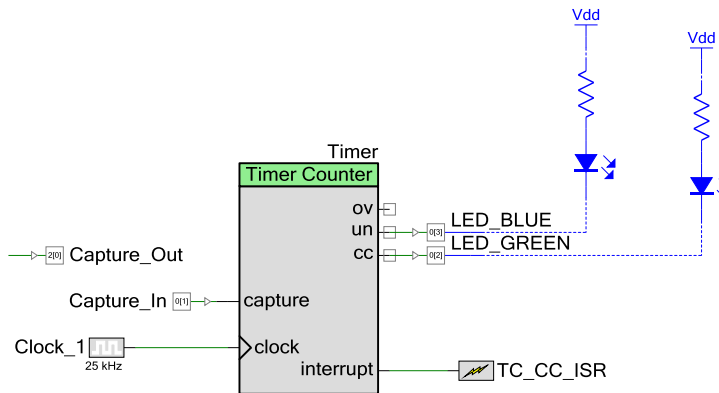 Vdd
Vdd
Timer
Timer Counter
ov
un
0[3]
LED_BLUE
cc
0[2]
LED_GREEN
2[0]
Capture_Out
Capture_In
0[1]
capture
Clock_1
clock
25 kHz
interrupt
TC_CC_ISR